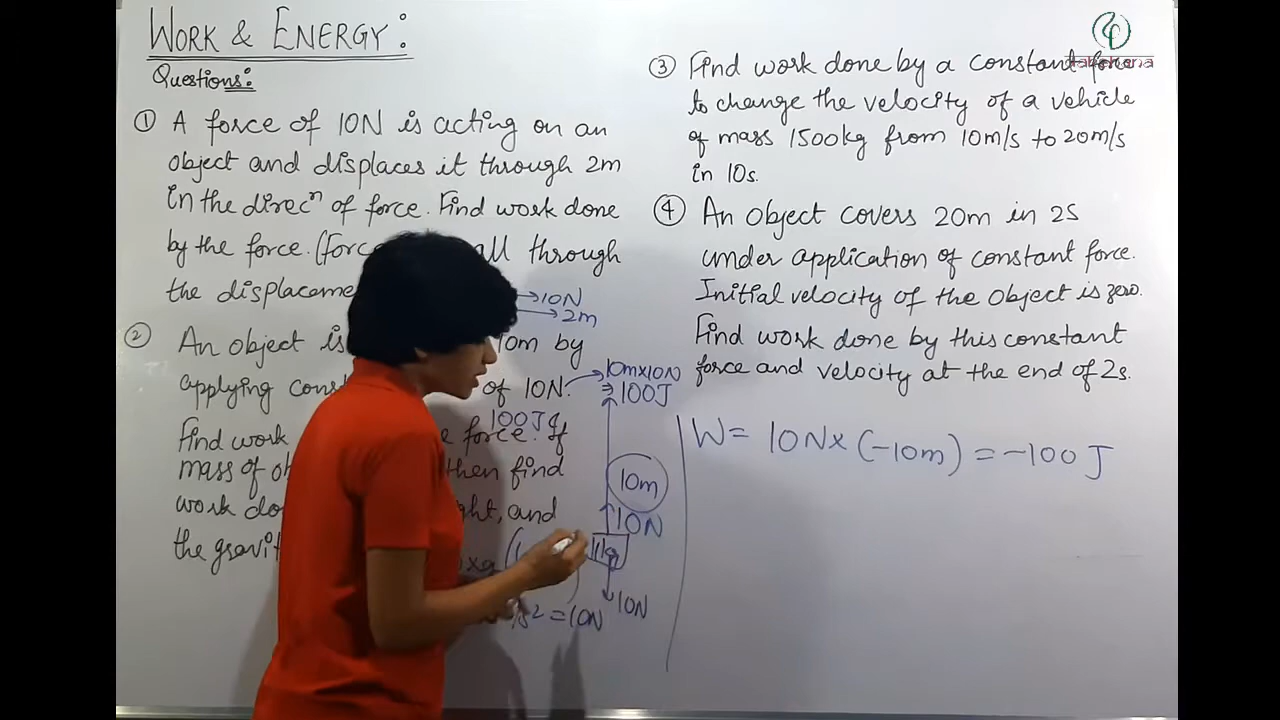 WORK & ENERGY:
Questions:
① A force of 10N is acting on an
object and displaces it through 2m
in the direcⁿ of force. Find work done
by the force. (Forc all through
the displaceme
→10N
→2m
② An object is 10m by
applying cons of 10N.
Find work force. If
100J
mass of ob then find
work do and
the gravit
10m×10N
⇒100J
10m
10N
1kg
10N
=10N
③ Find work done by a constant force
to change the velocity of a vehicle
of mass 1500kg from 10m/s to 20m/s
in 10s.
④ An object covers 20m in 2s
under application of constant force.
Initial velocity of the object is zero.
Find work done by this constant
force and velocity at the end of 2s.
W= 10N×(-10m) = -100J